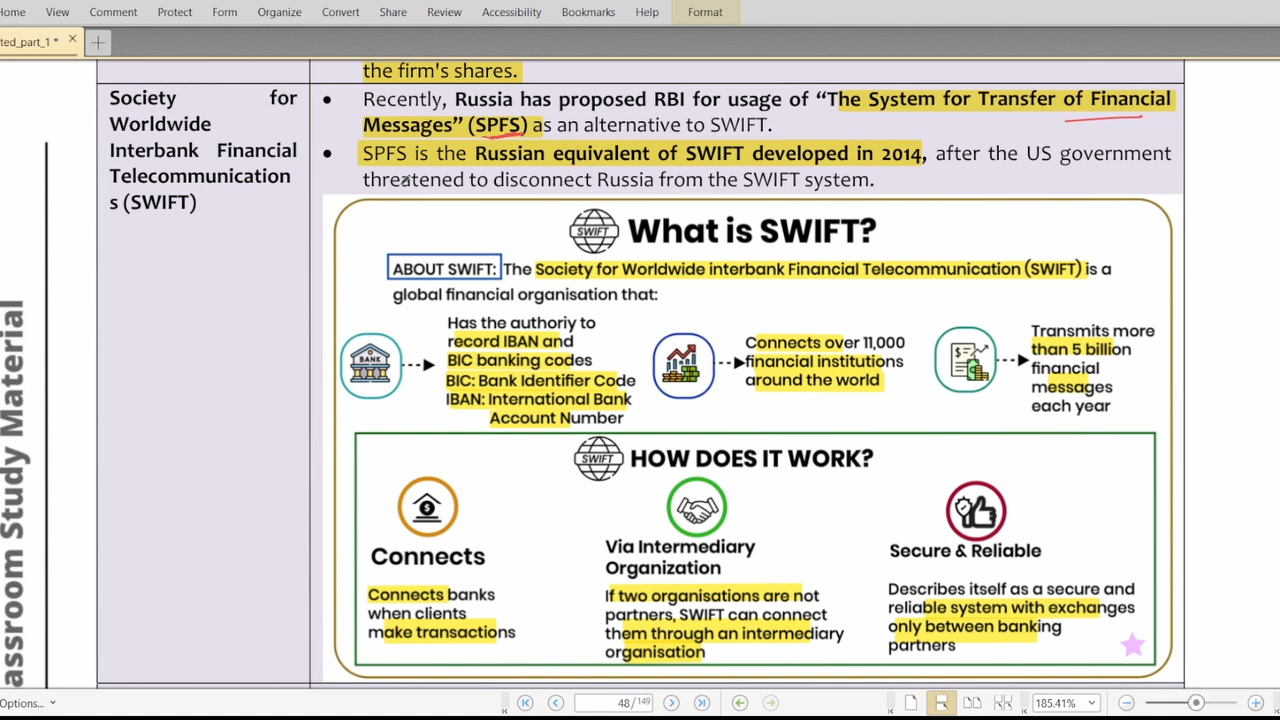 Home View Comment Protect Form Organize Convert Share Review Accessibility Bookmarks Help Format
ted_part_1 *
the firm's shares.
Society for
Worldwide
Interbank Financial
Telecommunication
s (SWIFT)
• Recently, Russia has proposed RBI for usage of “The System for Transfer of Financial
Messages” (SPFS) as an alternative to SWIFT.
• SPFS is the Russian equivalent of SWIFT developed in 2014, after the US government
threatened to disconnect Russia from the SWIFT system.
SWIFT What is SWIFT?
ABOUT SWIFT: The Society for Worldwide interbank Financial Telecommunication (SWIFT) is a
global financial organisation that:
BANK
Has the authoriy to
record IBAN and
BIC banking codes
BIC: Bank Identifier Code
IBAN: International Bank
Account Number
Connects over 11,000
financial institutions
around the world
Transmits more
than 5 billion
financial
messages
each year
SWIFT HOW DOES IT WORK?
Connects
Connects banks
when clients
make transactions
Via Intermediary
Organization
If two organisations are not
partners, SWIFT can connect
them through an intermediary
organisation
Secure & Reliable
Describes itself as a secure and
reliable system with exchanges
only between banking
partners
assroom Study Material
Options...
48 / 149
185.41%